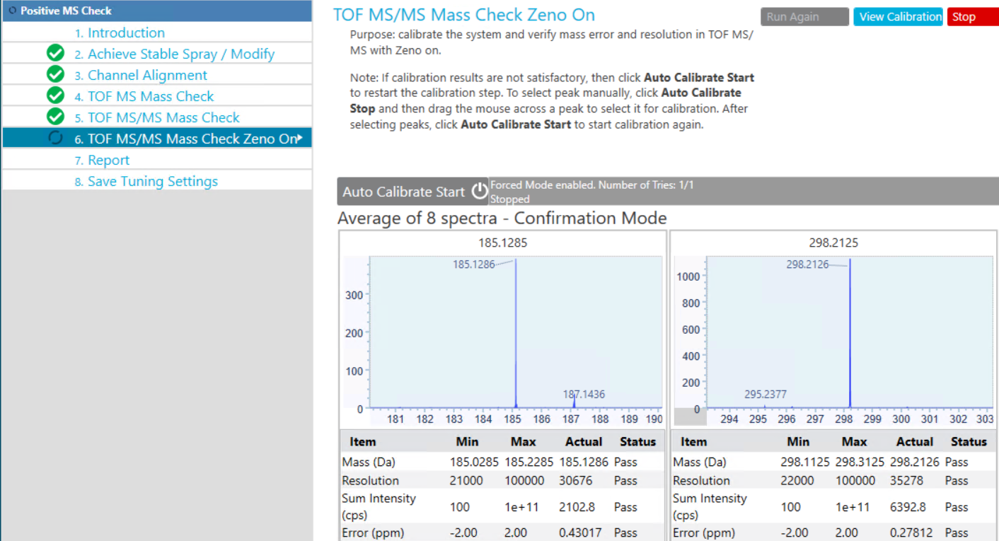 Positive MS Check
1. Introduction
2. Achieve Stable Spray / Modify
3. Channel Alignment
4. TOF MS Mass Check
5. TOF MS/MS Mass Check
6. TOF MS/MS Mass Check Zeno On
7. Report
8. Save Tuning Settings
TOF MS/MS Mass Check Zeno On
Run Again
View Calibration
Stop
Purpose: calibrate the system and verify mass error and resolution in TOF MS/
MS with Zeno on.
Note: If calibration results are not satisfactory, then click Auto Calibrate Start
to restart the calibration step. To select peak manually, click Auto Calibrate
Stop and then drag the mouse across a peak to select it for calibration. After
selecting peaks, click Auto Calibrate Start to start calibration again.
Auto Calibrate Start
Forced Mode enabled. Number of Tries: 1/1
Stopped
Average of 8 spectra - Confirmation Mode
185.1285
185.1286
300
200
100
0
187.1436
181 182 183 184 185 186 187 188 189 190
Item Min Max Actual Status
Mass (Da) 185.0285 185.2285 185.1286 Pass
Resolution 21000 100000 30676 Pass
Sum Intensity
(cps) 100 1e+11 2102.8 Pass
Error (ppm) -2.00 2.00 0.43017 Pass
298.2125
298.2126
1000
800
600
400
200
0
295.2377
294 295 296 297 298 299 300 301 302 303
Item Min Max Actual Status
Mass (Da) 298.1125 298.3125 298.2126 Pass
Resolution 22000 100000 35278 Pass
Sum Intensity
(cps) 100 1e+11 6392.8 Pass
Error (ppm) -2.00 2.00 0.27812 Pass